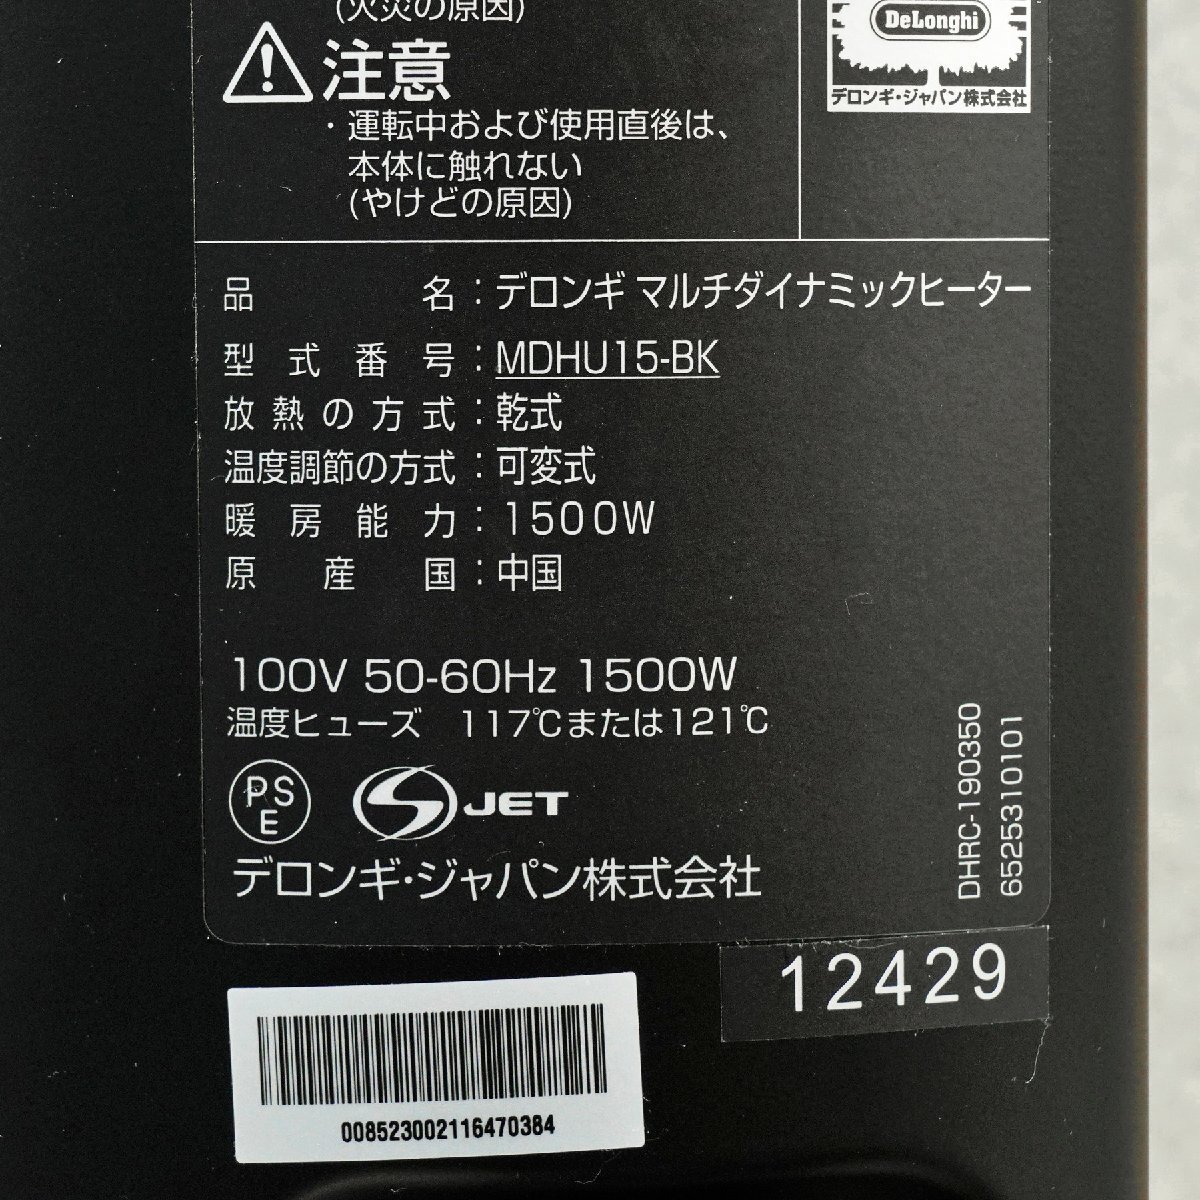 (火災の原因)
注意
・運転中および使用直後は、
本体に触れない
(やけどの原因)
DeLonghi
デロンギ・ジャパン株式会社
品名：デロンギ マルチダイナミックヒーター
型式番号：MDHU15-BK
放熱の方式：乾式
温度調節の方式：可変式
暖房能力：1500W
原産国：中国
100V 50-60Hz 1500W
温度ヒューズ 117℃または121℃
PSE
JET
デロンギ・ジャパン株式会社
DHRC-190350
6525310101
12429
008523002116470384